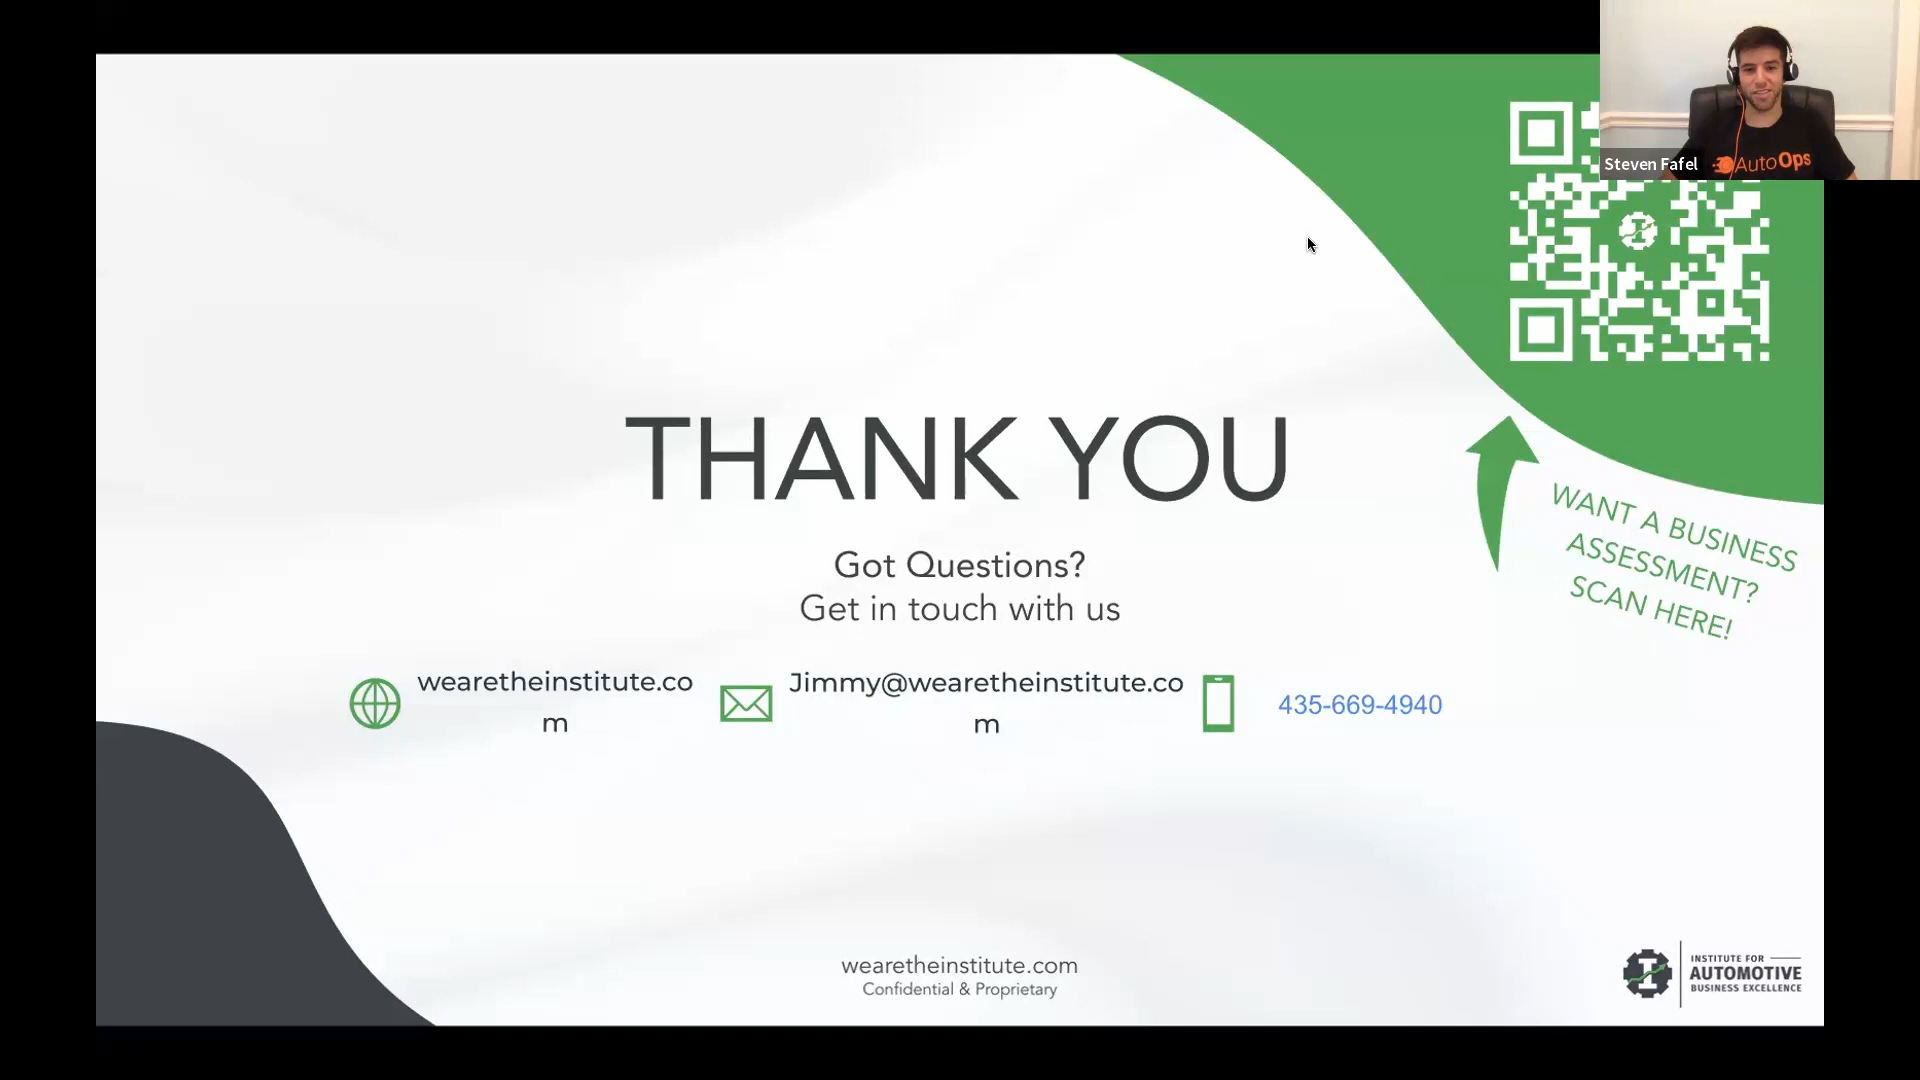 Steven Fafel
AutoOps
THANK YOU
WANT A BUSINESS
ASSESSMENT?
SCAN HERE!
Got Questions?
Get in touch with us
wearetheinstitute.co
m
Jimmy@wearetheinstitute.co
m
435-669-4940
wearetheinstitute.com
Confidential & Proprietary
INSTITUTE FOR
AUTOMOTIVE
BUSINESS EXCELLENCE